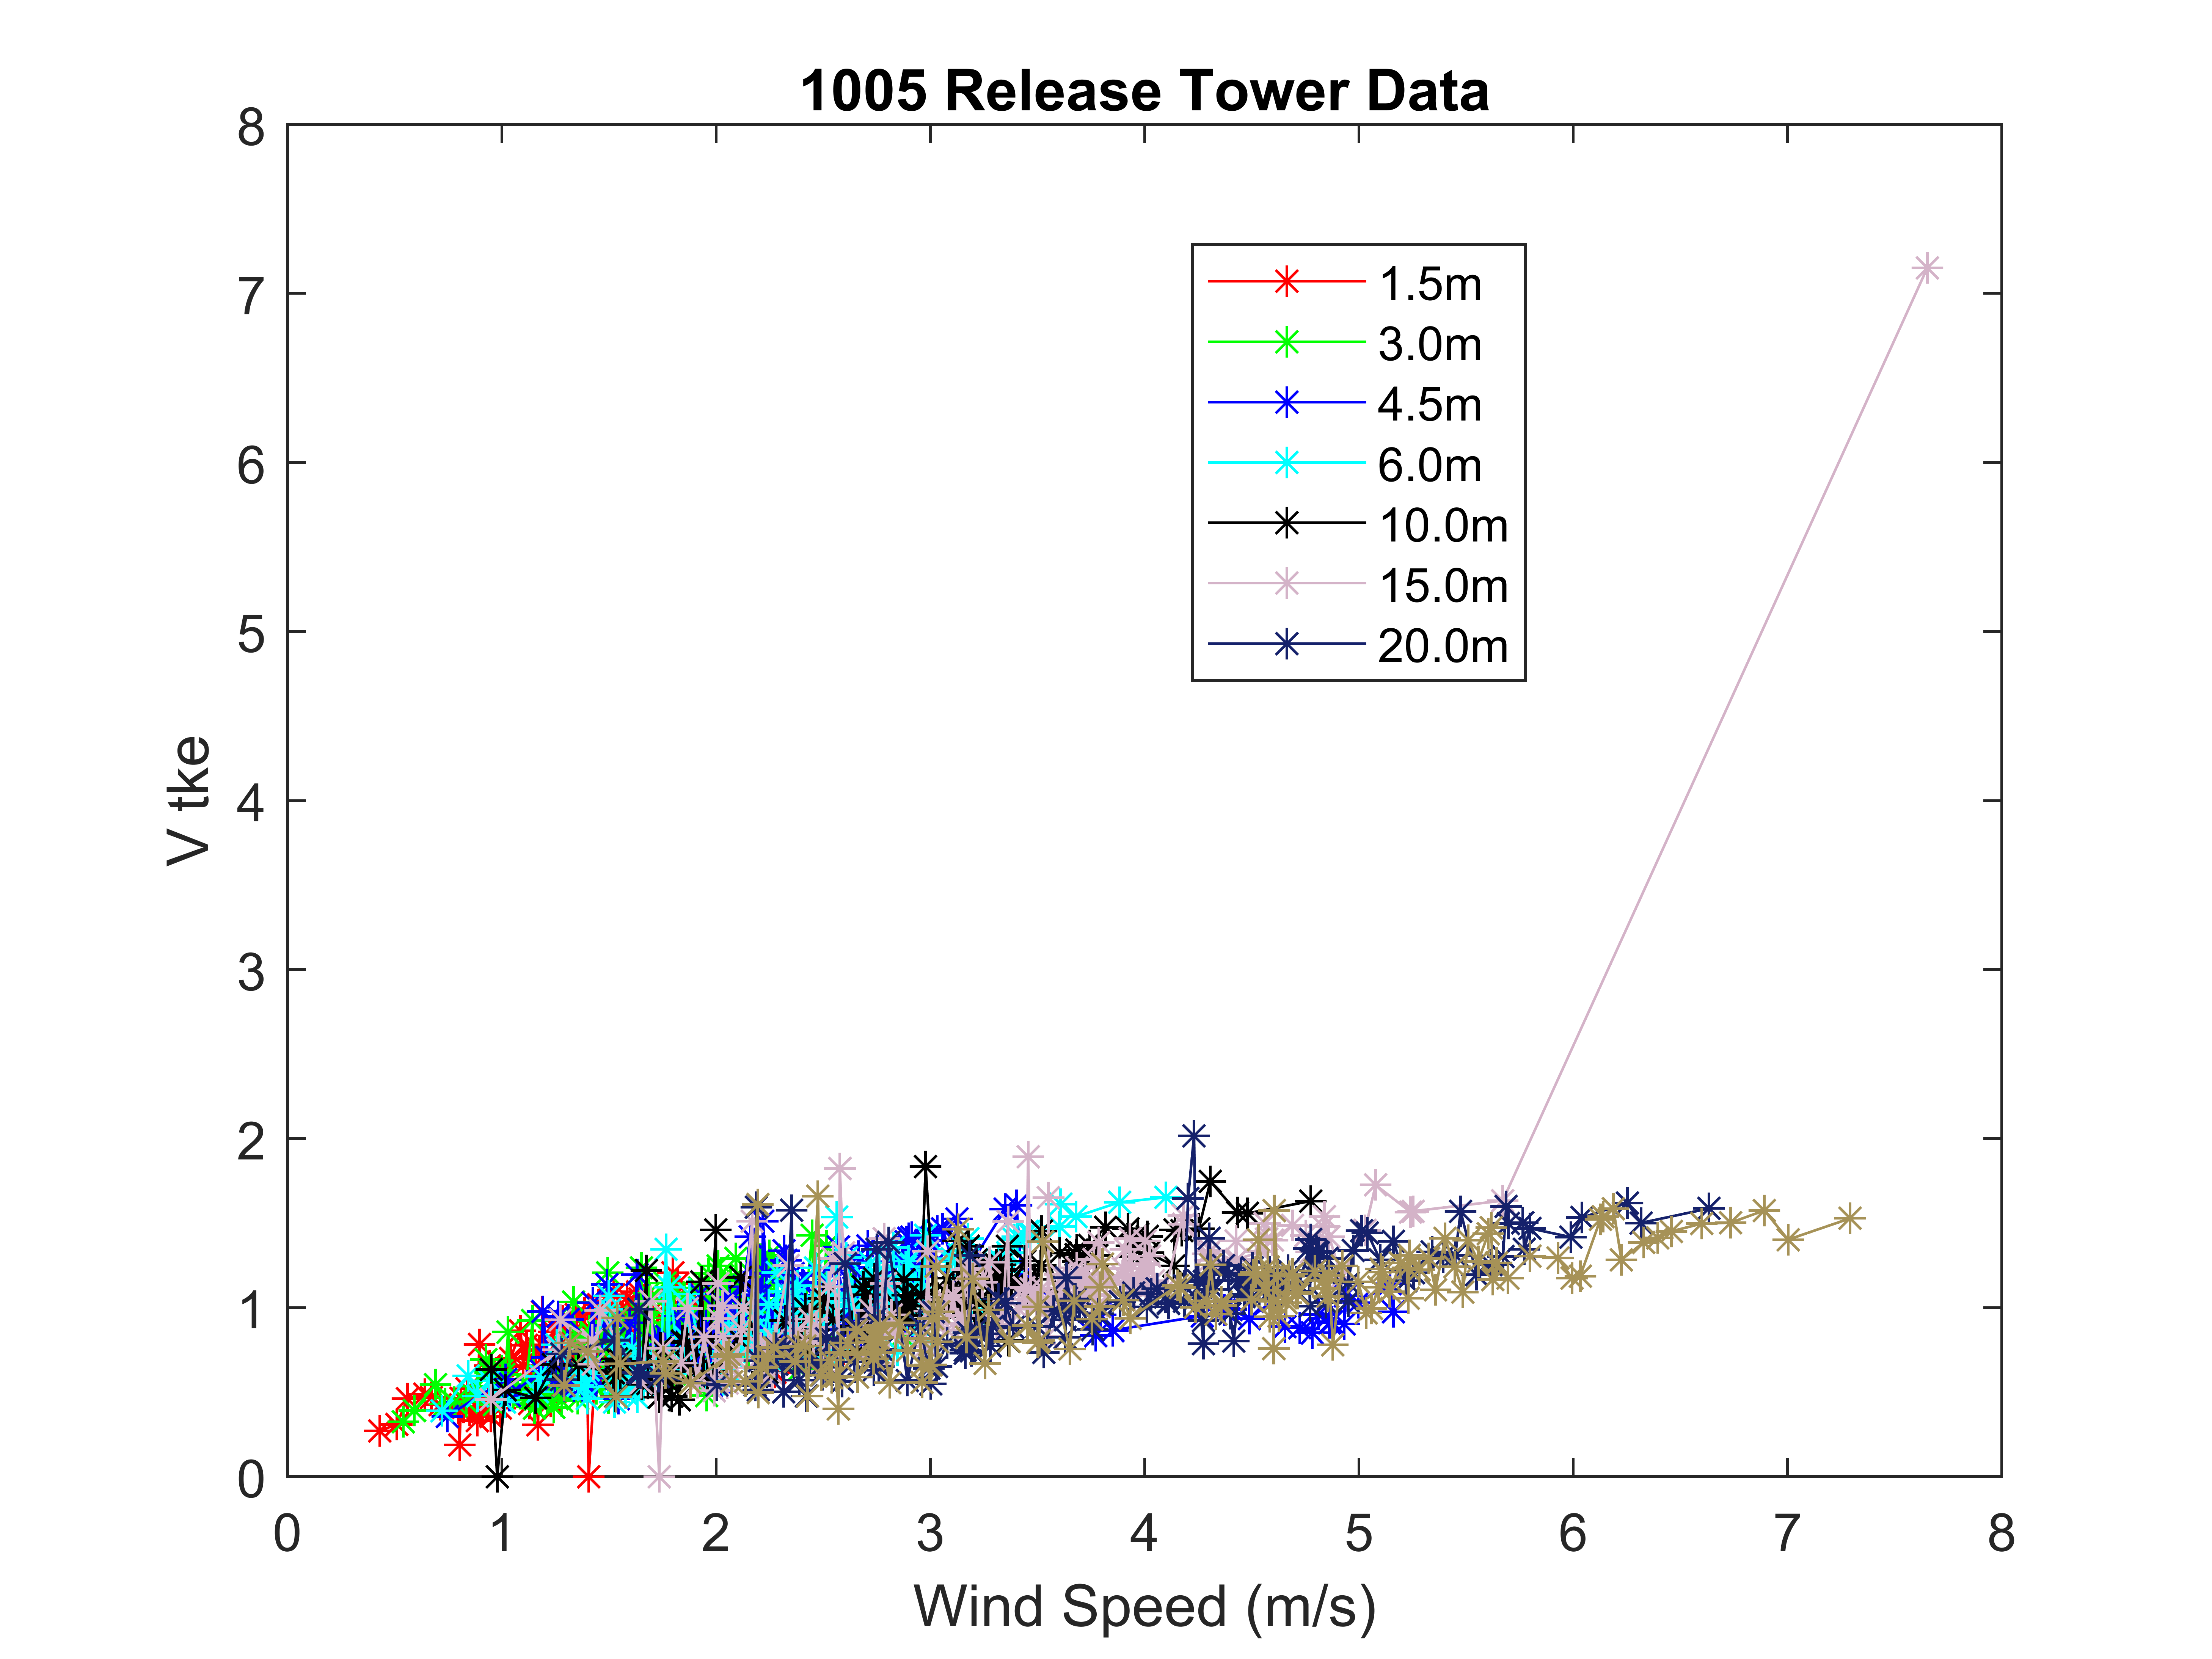 1005 Release Tower Data
8
7
6
5
4
3
2
1
0
V tke
1.5m
3.0m
4.5m
6.0m
10.0m
15.0m
20.0m
0 1 2 3 4 5 6 7 8
Wind Speed (m/s)